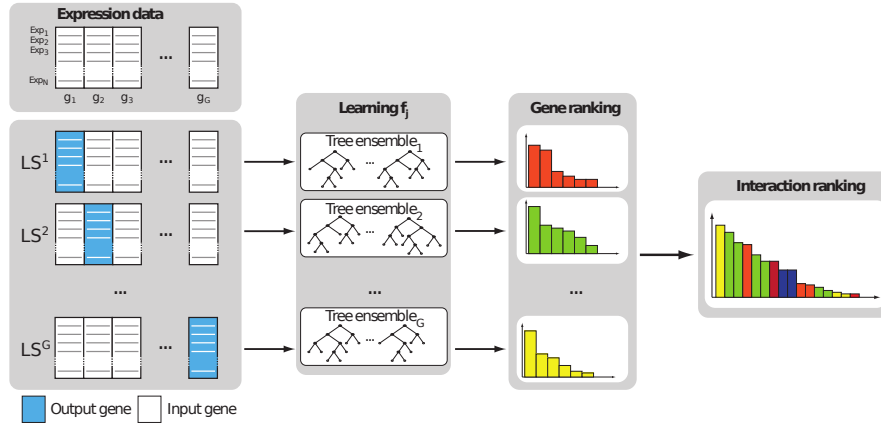 Expression data
Exp1
Exp2
Exp3
...
ExpN
g1 g2 g3 gG
Learning fj
Gene ranking
LS1
...
Tree ensemble1
...
Interaction ranking
LS2
...
Tree ensemble2
...
...
...
...
LSG
...
Tree ensembleG
...
Output gene Input gene